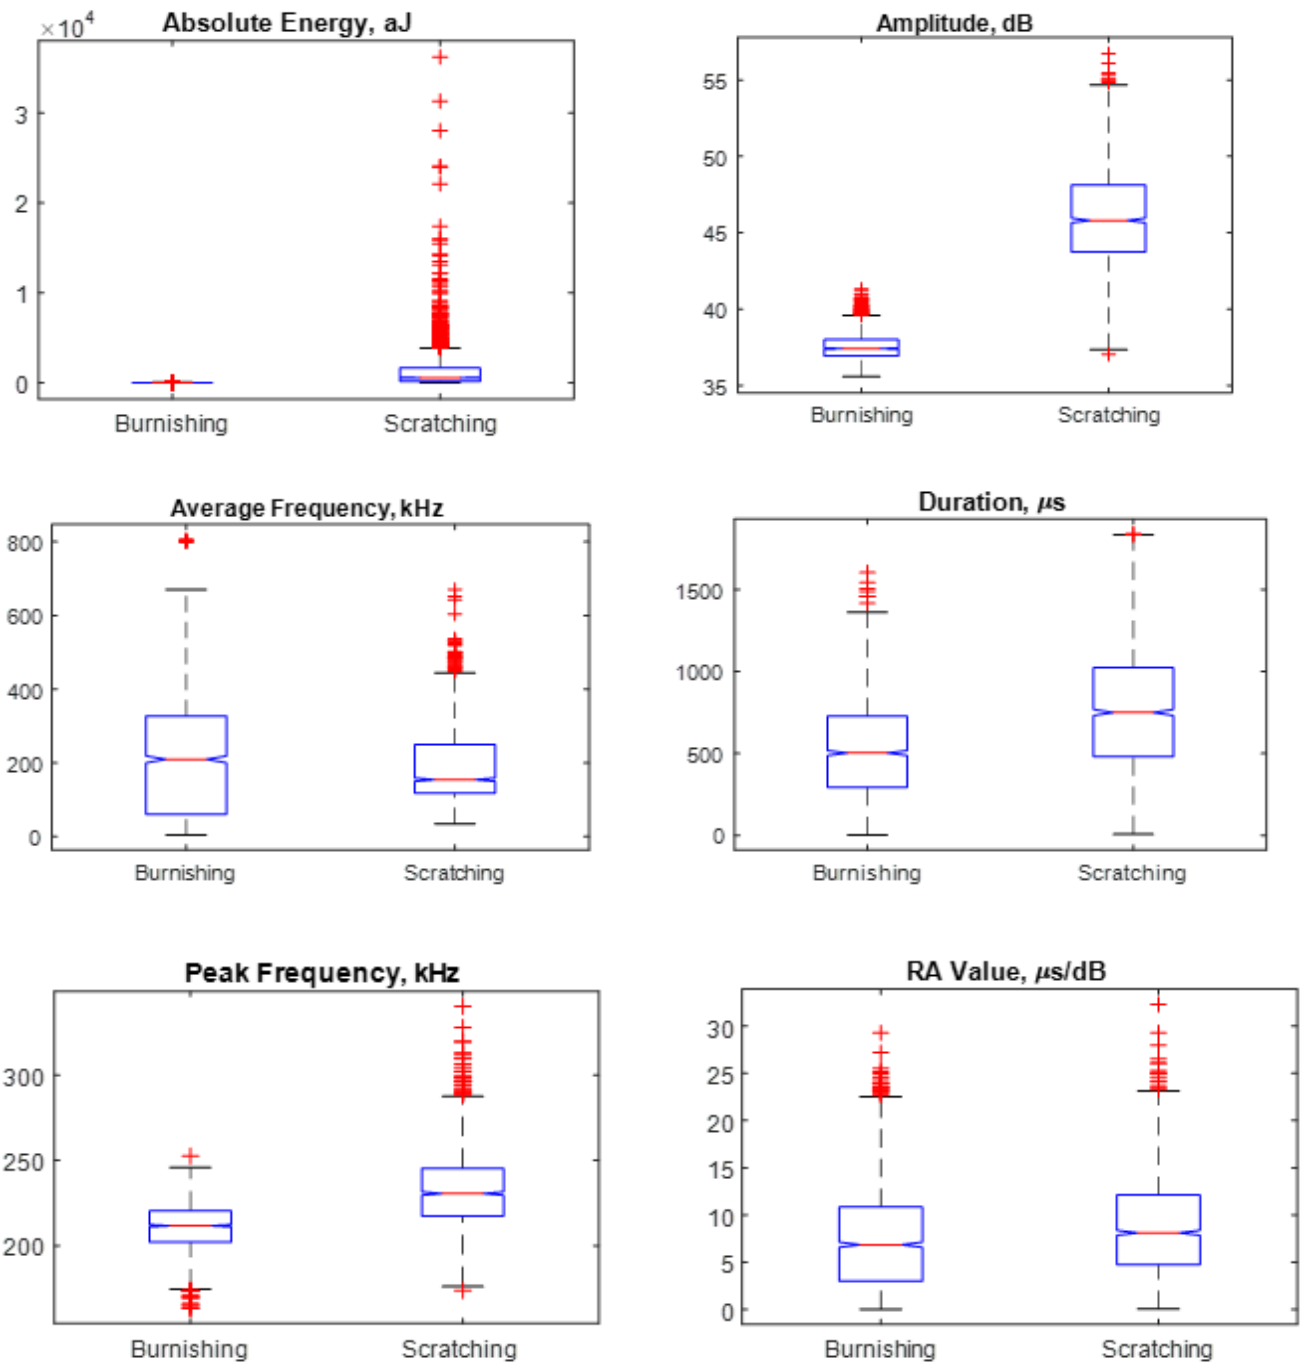 Absolute Energy, aJ
×10⁴
3
2
1
0
Burnishing Scratching
Amplitude, dB
55
50
45
40
35
Burnishing Scratching
Average Frequency, kHz
800
600
400
200
0
Burnishing Scratching
Duration, μs
1500
1000
500
0
Burnishing Scratching
Peak Frequency, kHz
300
250
200
Burnishing Scratching
RA Value, μs/dB
30
25
20
15
10
5
0
Burnishing Scratching